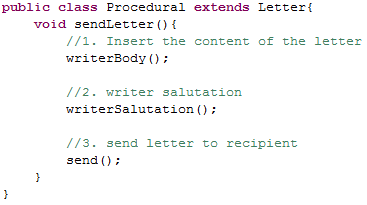 public class Procedural extends Letter{
void sendLetter(){
//1. Insert the content of the letter
writerBody();
//2. writer salutation
writerSalutation();
//3. send letter to recipient
send();
}
}